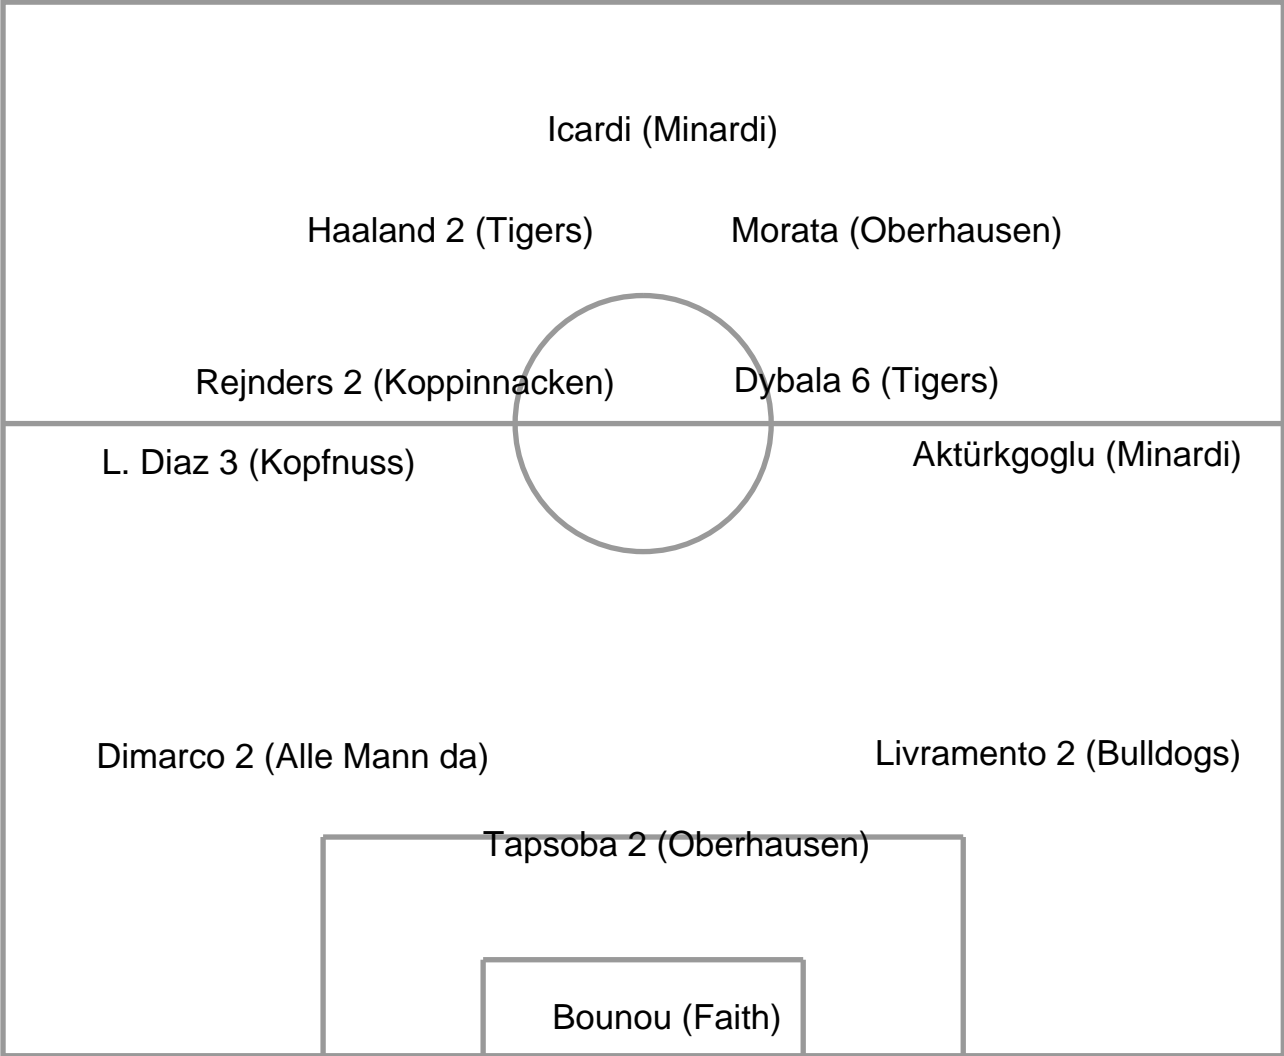 Icardi (Minardi)
Haaland 2 (Tigers)
Morata (Oberhausen)
Rejnders 2 (Koppinnacken)
Dybala 6 (Tigers)
L. Diaz 3 (Kopfnuss)
Aktürkgoglu (Minardi)
Dimarco 2 (Alle Mann da)
Livramento 2 (Bulldogs)
Tapsoba 2 (Oberhausen)
Bounou (Faith)